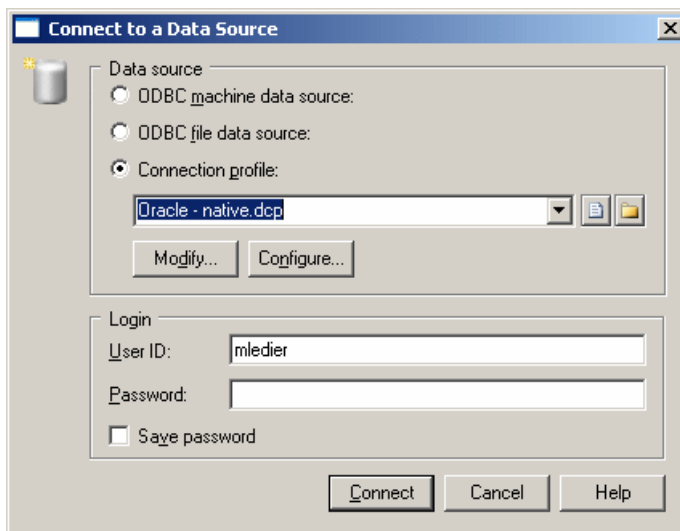 Connect to a Data Source
Data source
ODBC machine data source:
ODBC file data source:
Connection profile:
Oracle - native.dcp
Modify... Configure...
Login
User ID: mledier
Password:
Save password
Connect Cancel Help